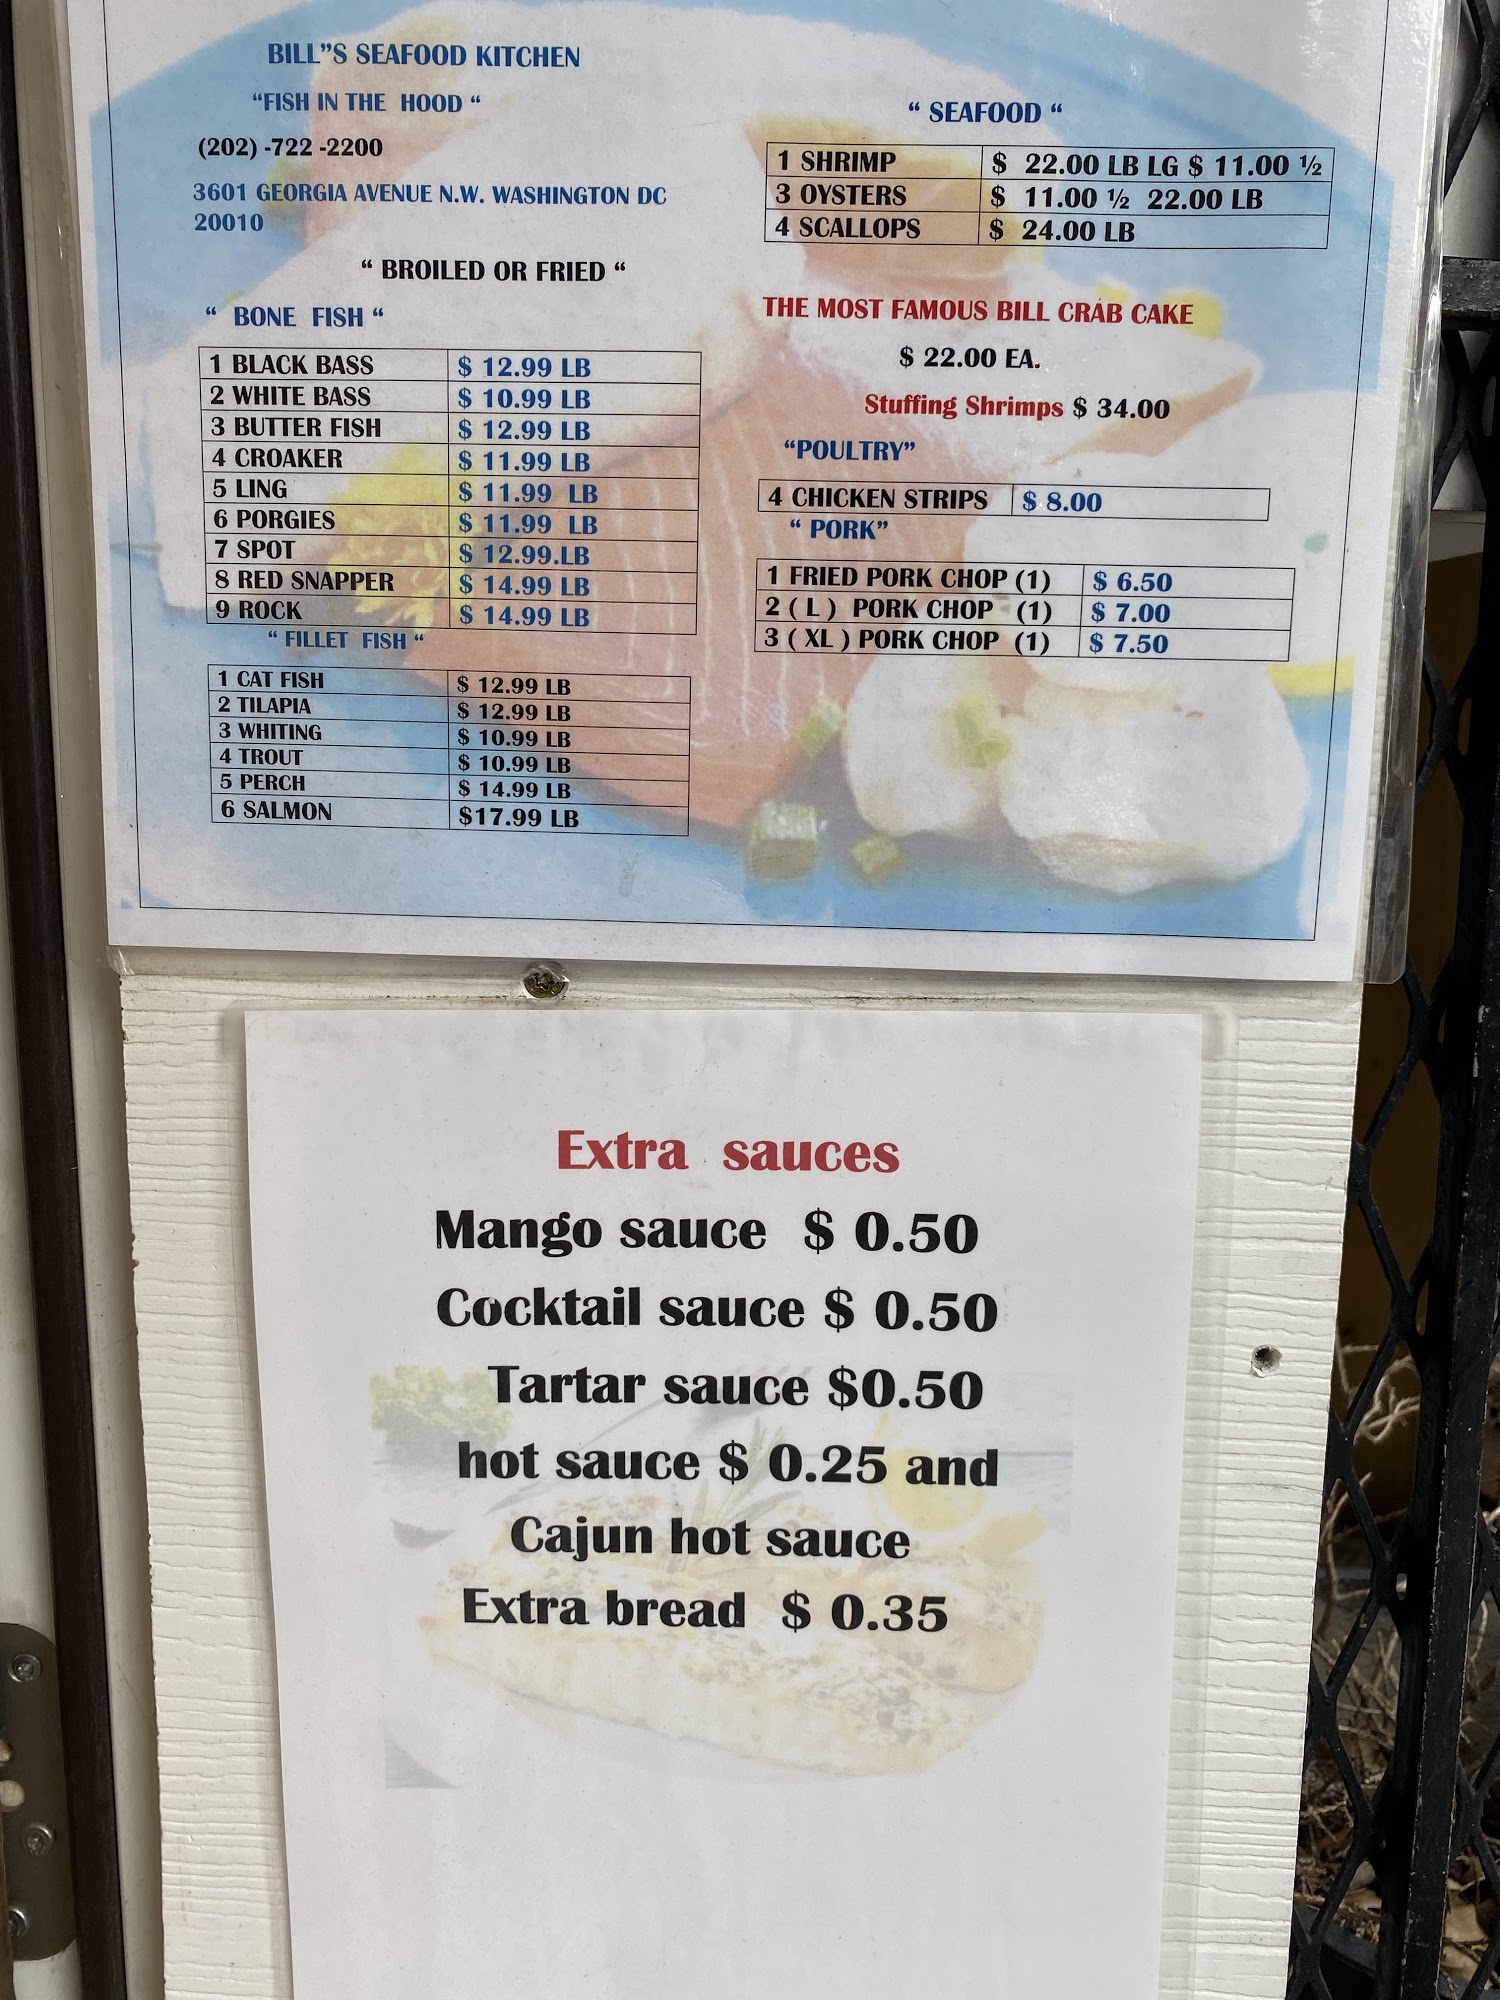 BILL"S SEAFOOD KITCHEN
"FISH IN THE HOOD "
(202) -722 -2200
3601 GEORGIA AVENUE N.W. WASHINGTON DC
20010
" BROILED OR FRIED "
" BONE FISH "
1 BLACK BASS $ 12.99 LB
2 WHITE BASS $ 10.99 LB
3 BUTTER FISH $ 12.99 LB
4 CROAKER $ 11.99 LB
5 LING $ 11.99 LB
6 PORGIES $ 11.99 LB
7 SPOT $ 12.99.LB
8 RED SNAPPER $ 14.99 LB
9 ROCK $ 14.99 LB
" FILLET FISH "
1 CAT FISH $ 12.99 LB
2 TILAPIA $ 12.99 LB
3 WHITING $ 10.99 LB
4 TROUT $ 10.99 LB
5 PERCH $ 14.99 LB
6 SALMON $17.99 LB
" SEAFOOD "
1 SHRIMP $ 22.00 LB LG $ 11.00 ½
3 OYSTERS $ 11.00 ½ 22.00 LB
4 SCALLOPS $ 24.00 LB
THE MOST FAMOUS BILL CRAB CAKE
$ 22.00 EA.
Stuffing Shrimps $ 34.00
"POULTRY"
4 CHICKEN STRIPS $ 8.00
" PORK"
1 FRIED PORK CHOP (1) $ 6.50
2 ( L ) PORK CHOP (1) $ 7.00
3 ( XL ) PORK CHOP (1) $ 7.50
Extra sauces
Mango sauce $ 0.50
Cocktail sauce $ 0.50
Tartar sauce $0.50
hot sauce $ 0.25 and
Cajun hot sauce
Extra bread $ 0.35